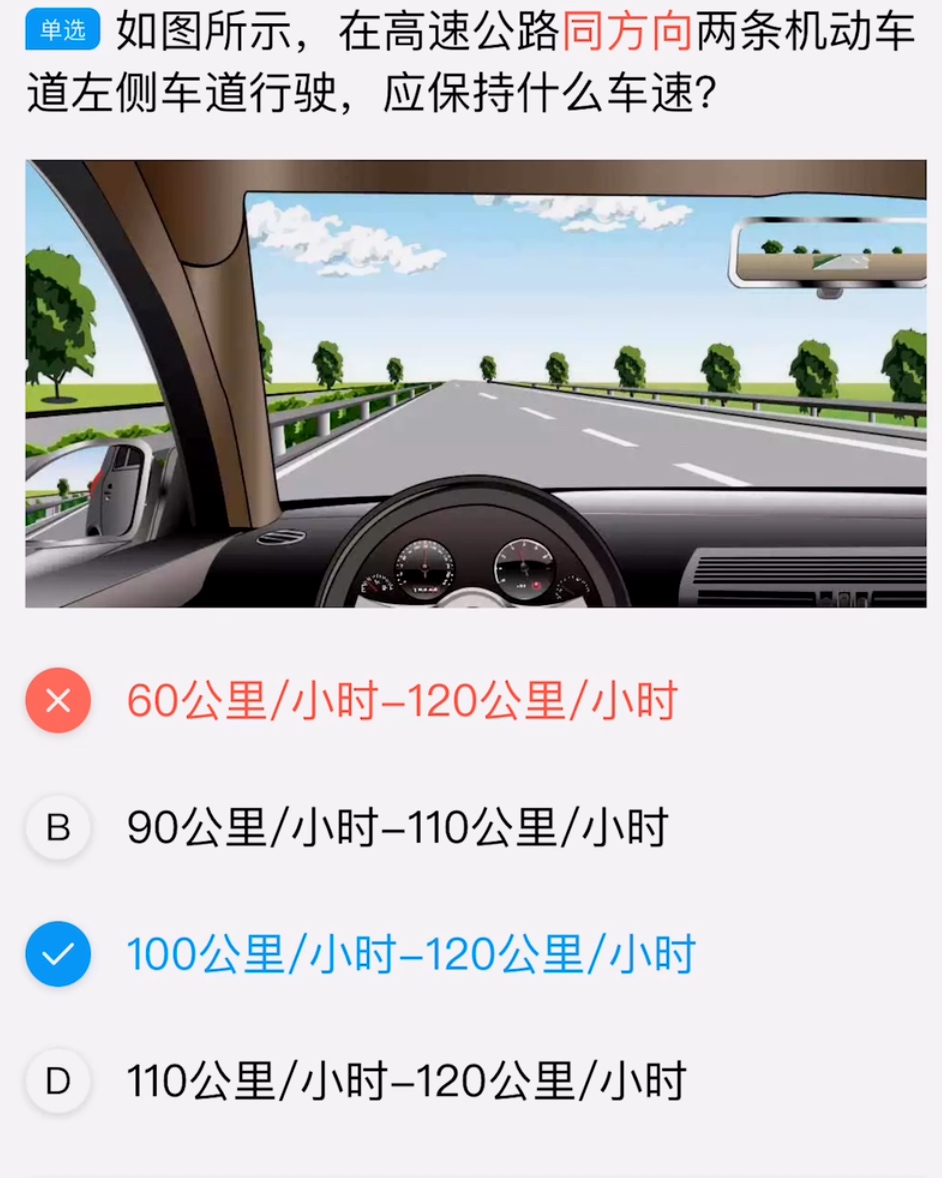 单选 如图所示，在高速公路同方向两条机动车
道左侧车道行驶，应保持什么车速？
60公里/小时–120公里/小时
B 90公里/小时–110公里/小时
100公里/小时–120公里/小时
D 110公里/小时–120公里/小时